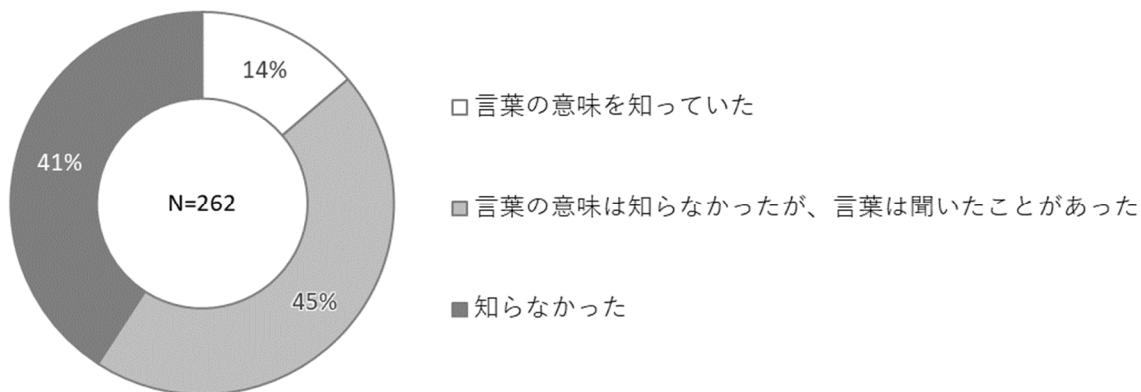 14%
41%
N=262
45%
言葉の意味を知っていた
言葉の意味は知らなかったが、言葉は聞いたことがあった
知らなかった